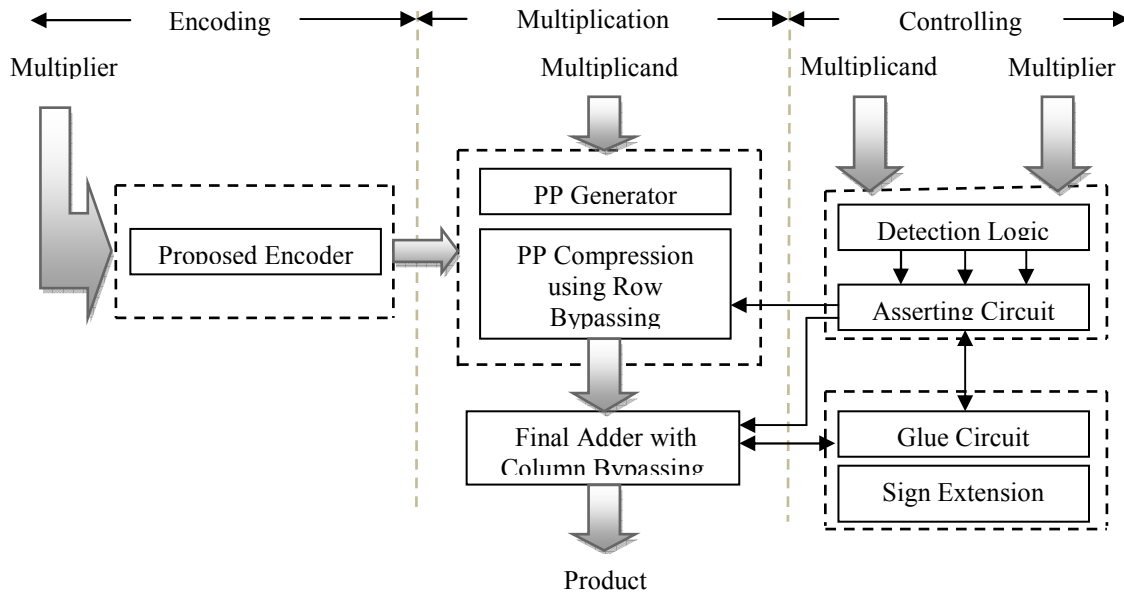 Encoding
Multiplication
Controlling
Multiplier
Multiplicand
Multiplicand
Multiplier
PP Generator
Proposed Encoder
PP Compression
using Row
Bypassing
Detection Logic
Asserting Circuit
Final Adder with
Column Bypassing
Glue Circuit
Sign Extension
Product